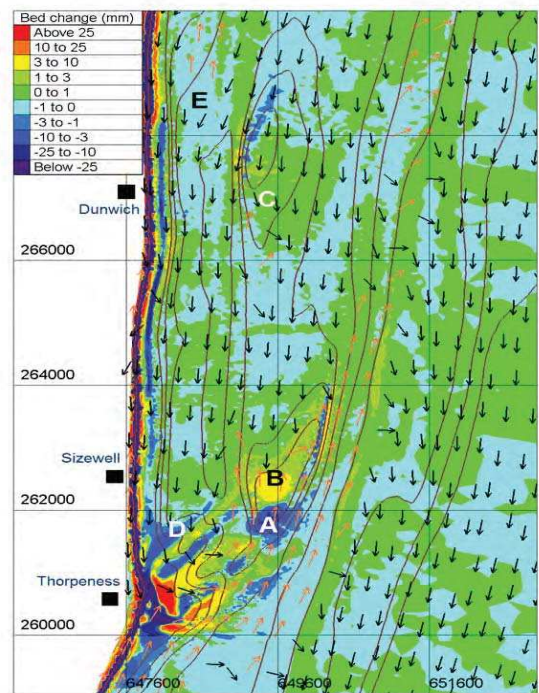 Bed change (mm)
Above 25
10 to 25
3 to 10
1 to 3
0 to 1
-1 to 0
-3 to -1
-10 to -3
-25 to -10
Below -25
E
C
Dunwich
266000
264000
Sizewell
B
262000
A
D
Thorpeness
260000
647600 649600 651600